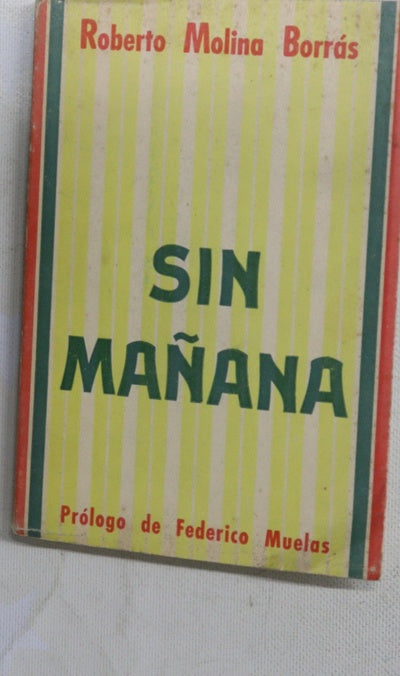 Roberto Molina Borrás
SIN
MAÑANA
Prólogo de Federico Muelas